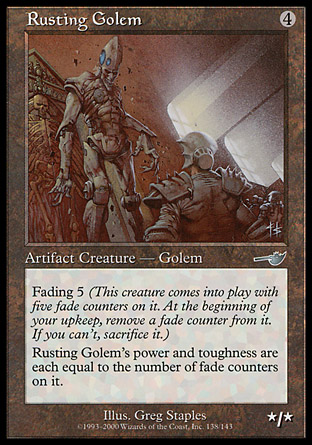 Rusting Golem 4
Artifact Creature — Golem
Fading 5 (This creature comes into play with
five fade counters on it. At the beginning of
your upkeep, remove a fade counter from it.
If you can't, sacrifice it.)
Rusting Golem's power and toughness are
each equal to the number of fade counters
on it.
Illus. Greg Staples
*/*
©1993-2000 Wizards of the Coast, Inc. 138/143